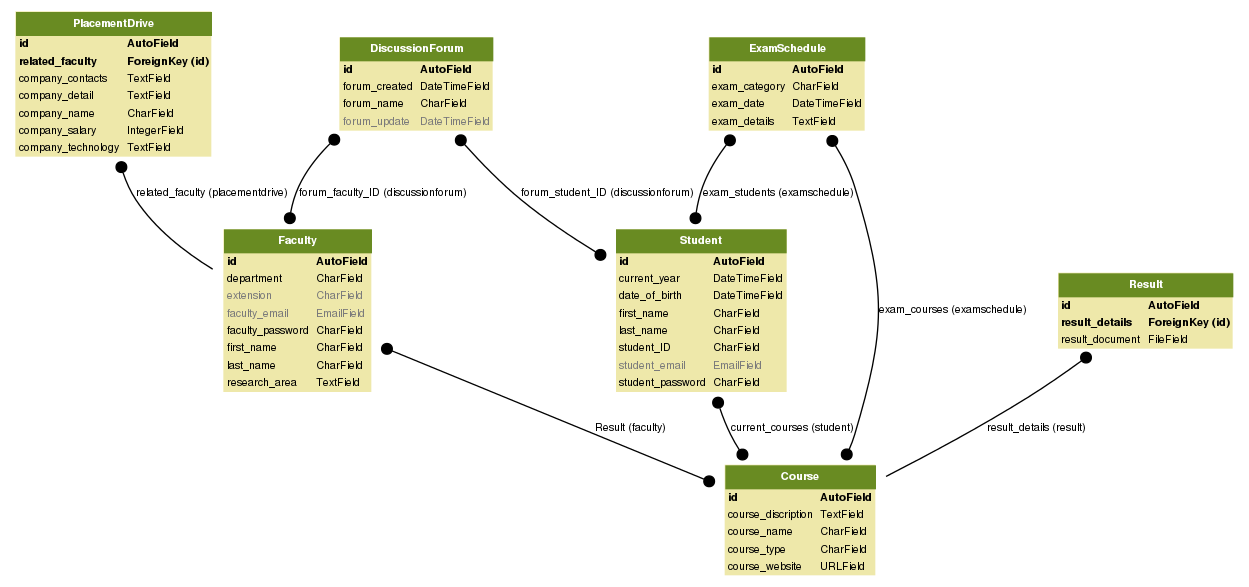 PlacementDrive
id AutoField
related_faculty ForeignKey (id)
company_contacts TextField
company_detail TextField
company_name CharField
company_salary IntegerField
company_technology TextField
DiscussionForum
id AutoField
forum_created DateTimeField
forum_name CharField
forum_update DateTimeField
ExamSchedule
id AutoField
exam_category CharField
exam_date DateTimeField
exam_details TextField
related_faculty (placementdrive)
forum_faculty_ID (discussionforum)
forum_student_ID (discussionforum)
exam_students (examschedule)
Faculty
id AutoField
department CharField
extension CharField
faculty_email EmailField
faculty_password CharField
first_name CharField
last_name CharField
research_area TextField
Student
id AutoField
current_year DateTimeField
date_of_birth DateTimeField
first_name CharField
last_name CharField
student_ID CharField
student_email EmailField
student_password CharField
exam_courses (examschedule)
Result
id AutoField
result_details ForeignKey (id)
result_document FileField
Result (faculty)
current_courses (student)
result_details (result)
Course
id AutoField
course_discription TextField
course_name CharField
course_type CharField
course_website URLField